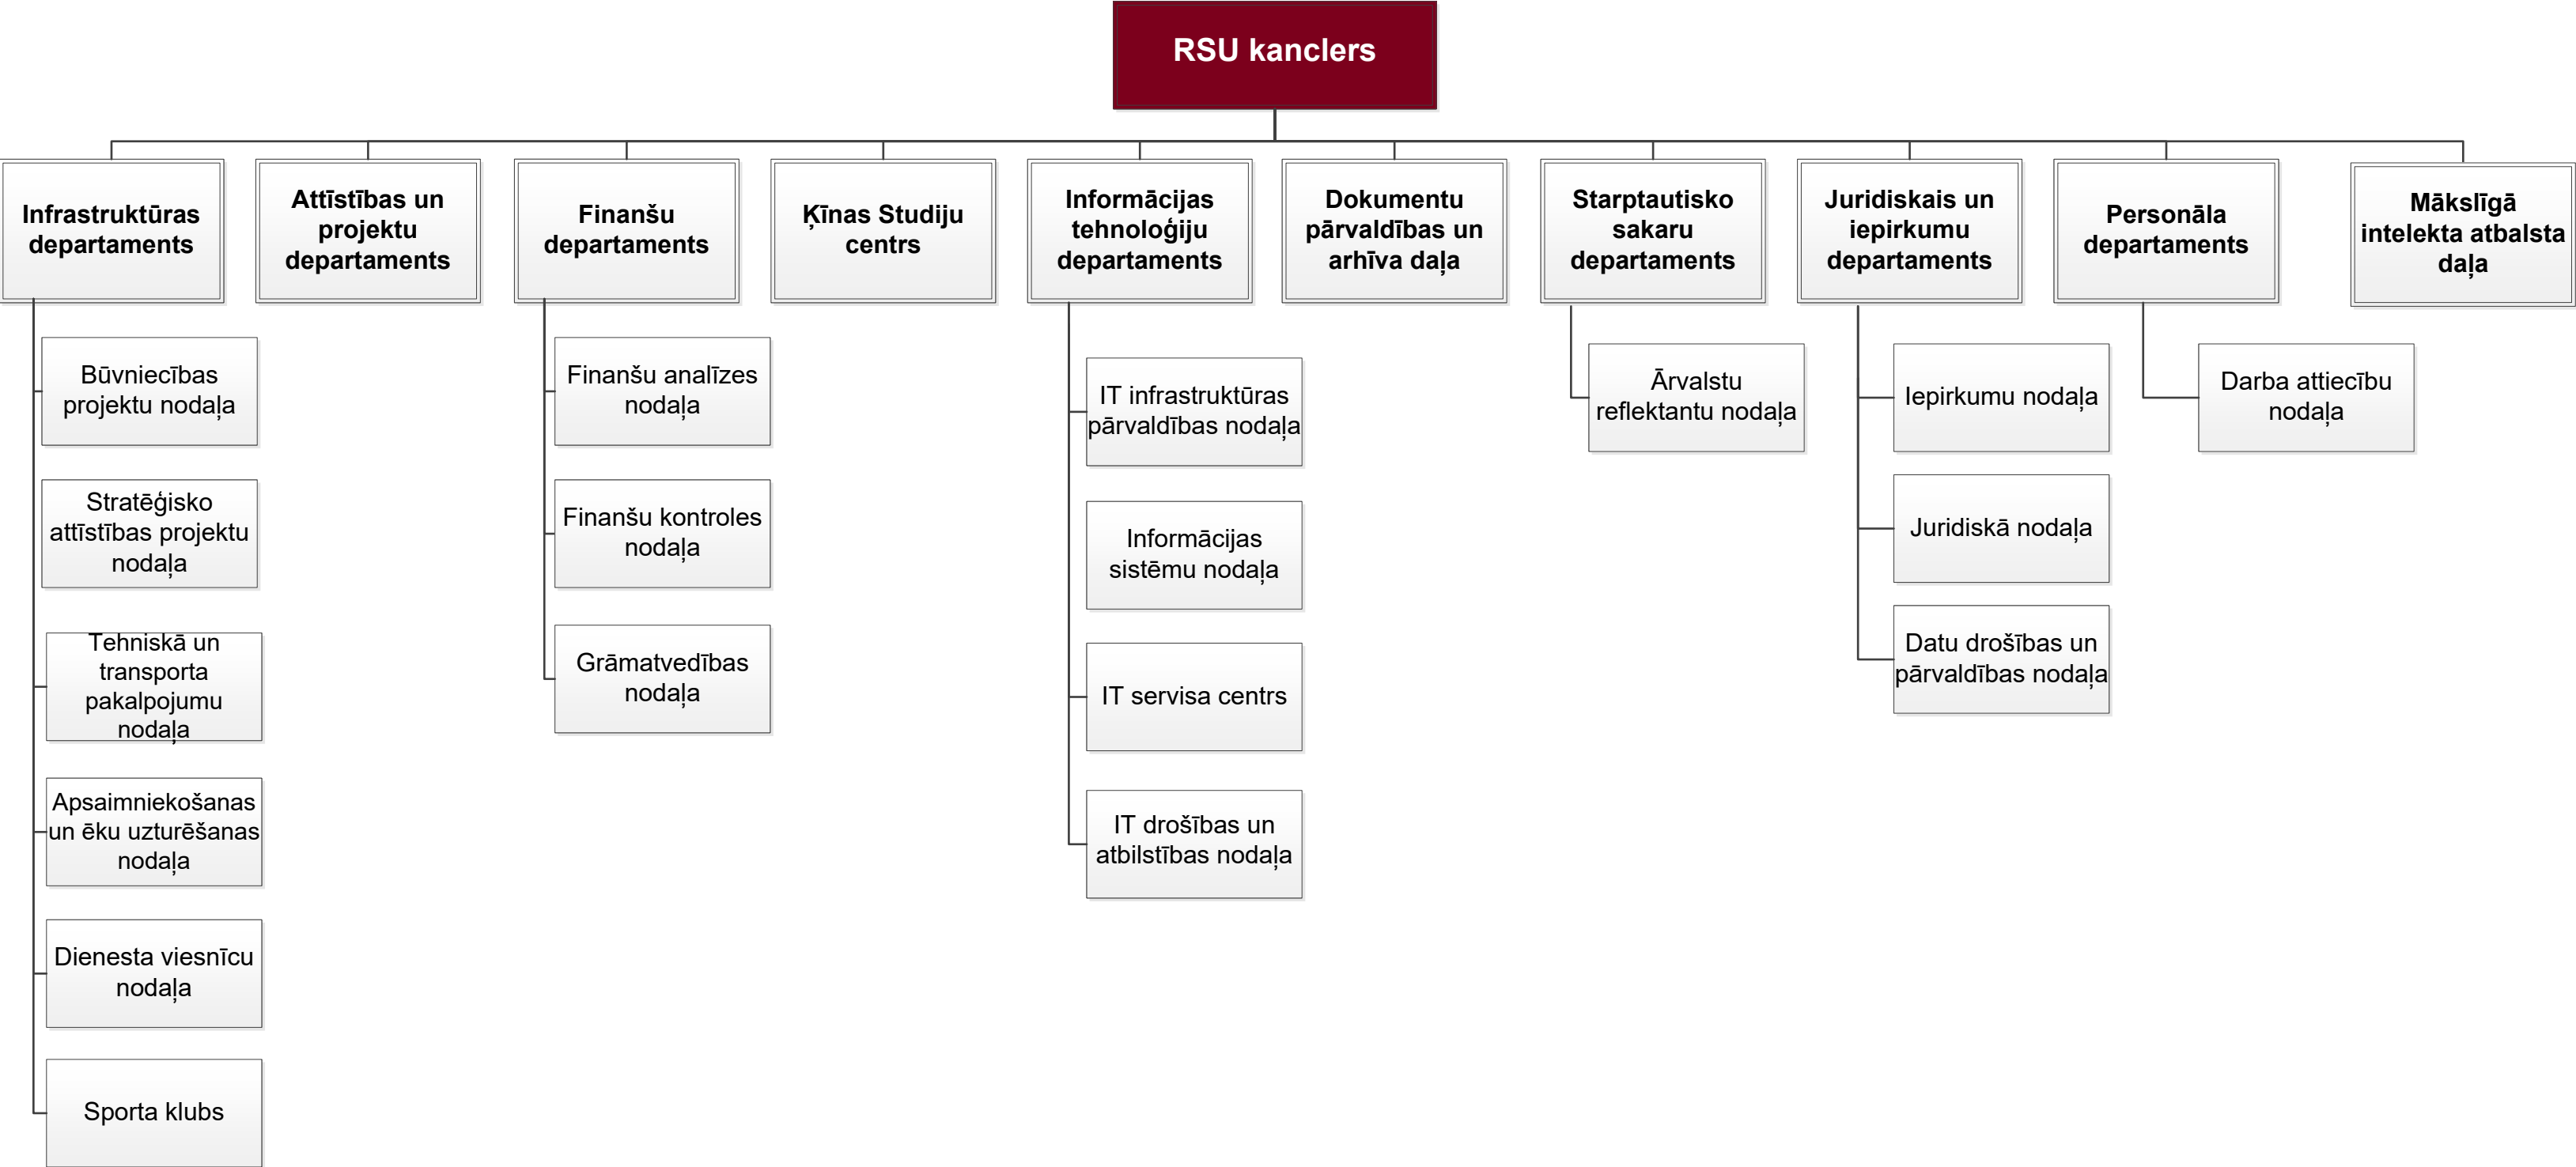 RSU kanclers
Infrastruktūras
departaments
Attīstības un
projektu
departaments
Finanšu
departaments
Ķīnas Studiju
centrs
Informācijas
tehnoloģiju
departaments
Dokumentu
pārvaldības un
arhīva daļa
Starptautisko
sakaru
departaments
Juridiskais un
iepirkumu
departaments
Personāla
departaments
Mākslīgā
intelekta atbalsta
daļa
Būvniecības
projektu nodaļa
Stratēģisko
attīstības projektu
nodaļa
Tehniskā un
transporta
pakalpojumu
nodaļa
Apsaimniekošanas
un ēku uzturēšanas
nodaļa
Dienesta viesnīcu
nodaļa
Sporta klubs
Finanšu analīzes
nodaļa
Finanšu kontroles
nodaļa
Grāmatvedības
nodaļa
IT infrastruktūras
pārvaldības nodaļa
Informācijas
sistēmu nodaļa
IT servisa centrs
IT drošības un
atbilstības nodaļa
Ārvalstu
reflektantu nodaļa
Iepirkumu nodaļa
Juridiskā nodaļa
Datu drošības un
pārvaldības nodaļa
Darba attiecību
nodaļa